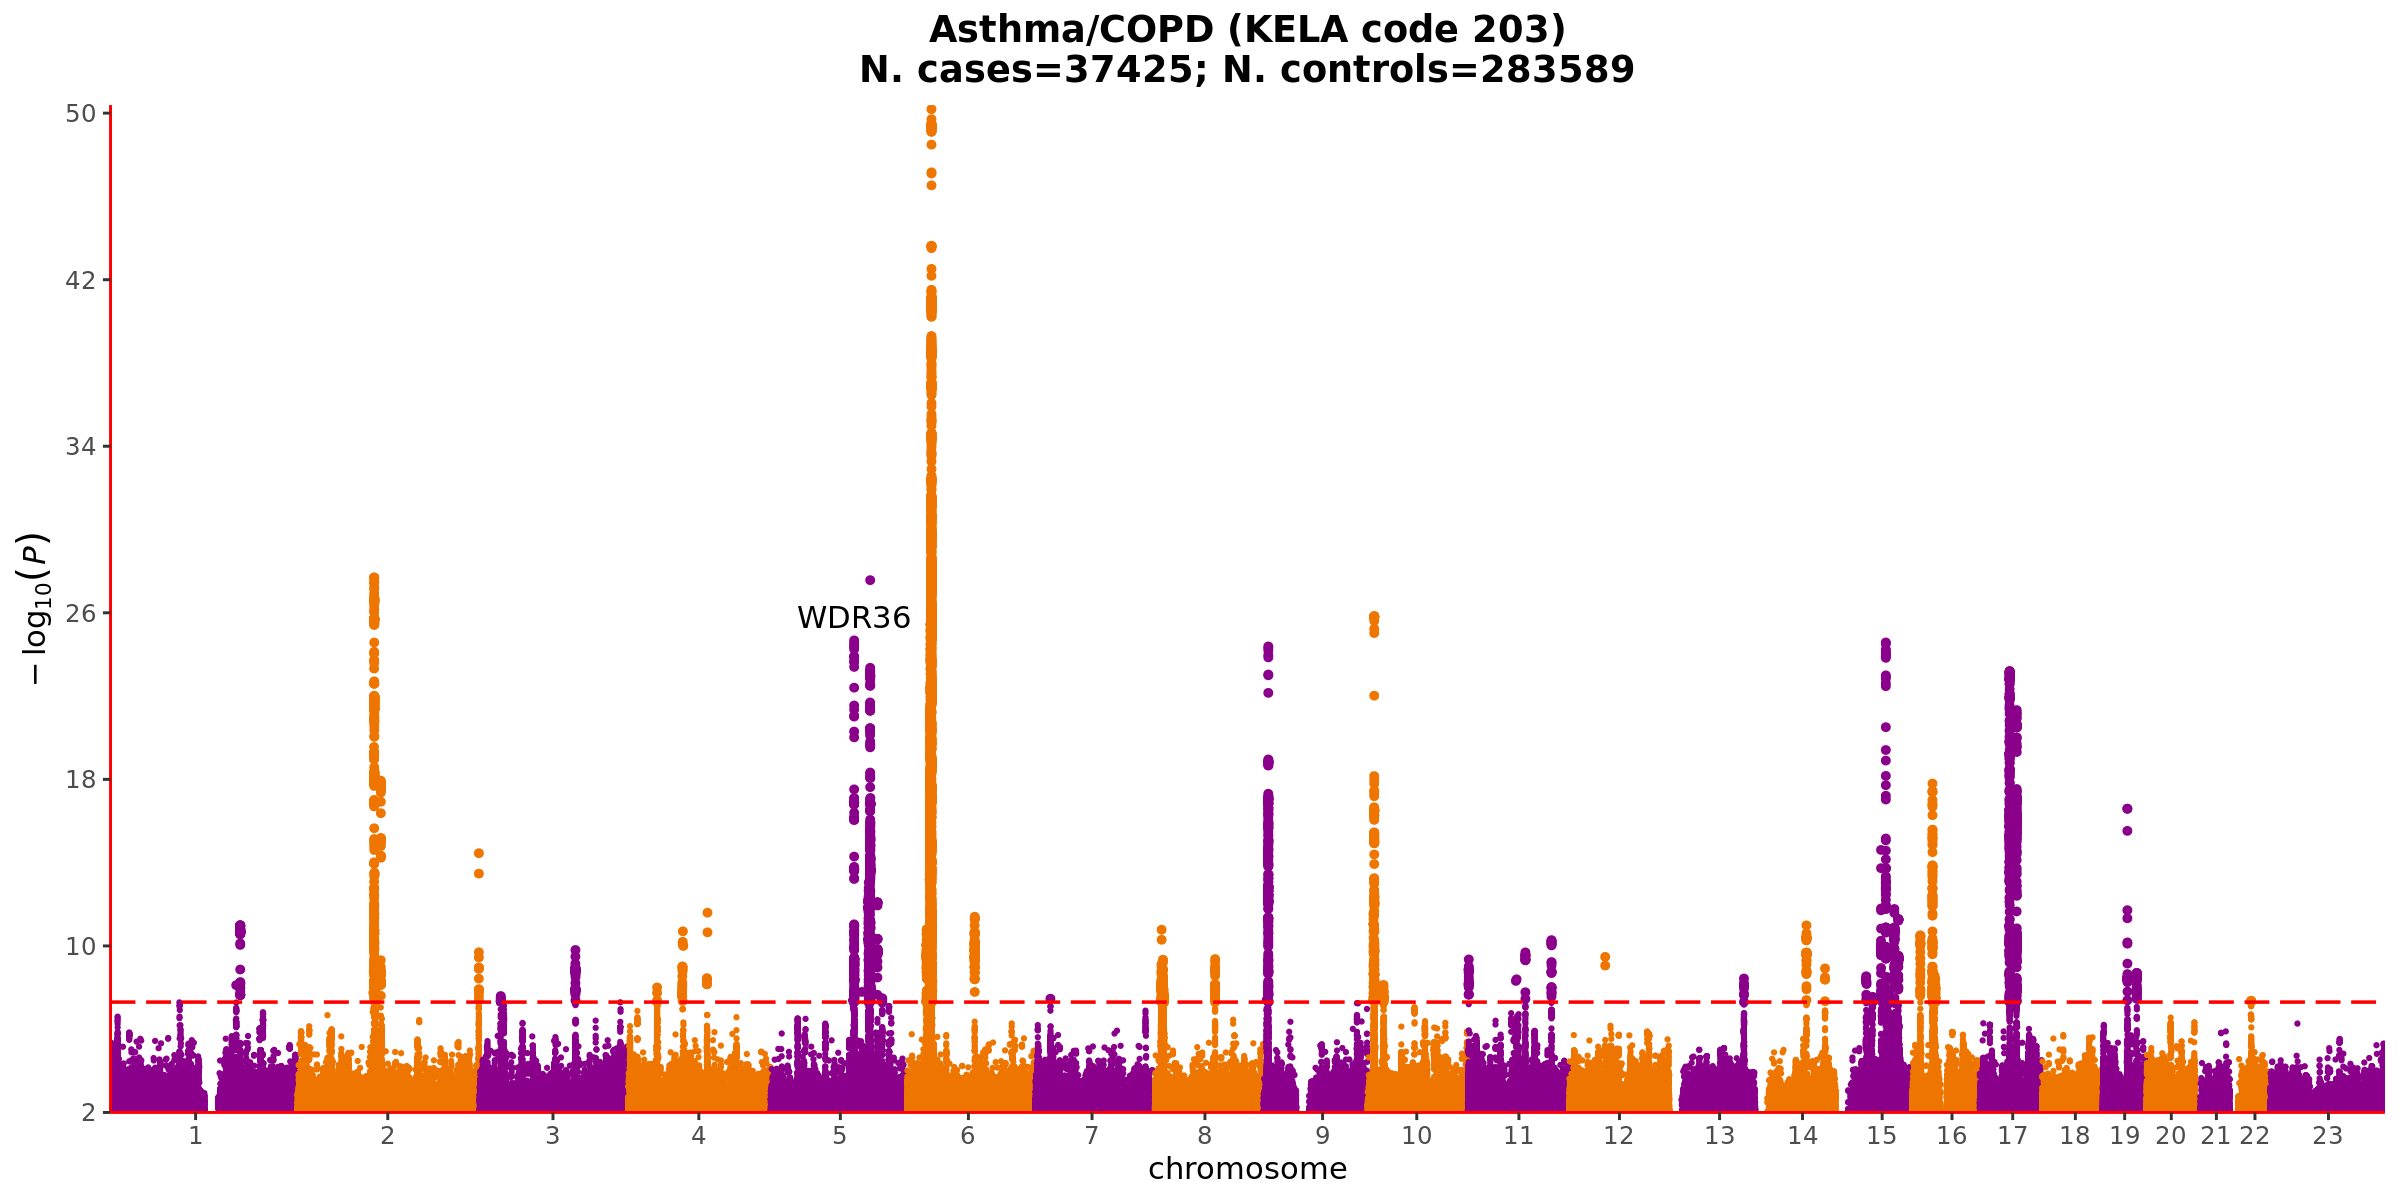 Asthma/COPD (KELA code 203)
N. cases=37425; N. controls=283589
50
42
34
26
18
10
2
− log10(P)
WDR36
1 2 3 4 5 6 7 8 9 10 11 12 13 14 15 16 17 18 19 20 21 22 23
chromosome